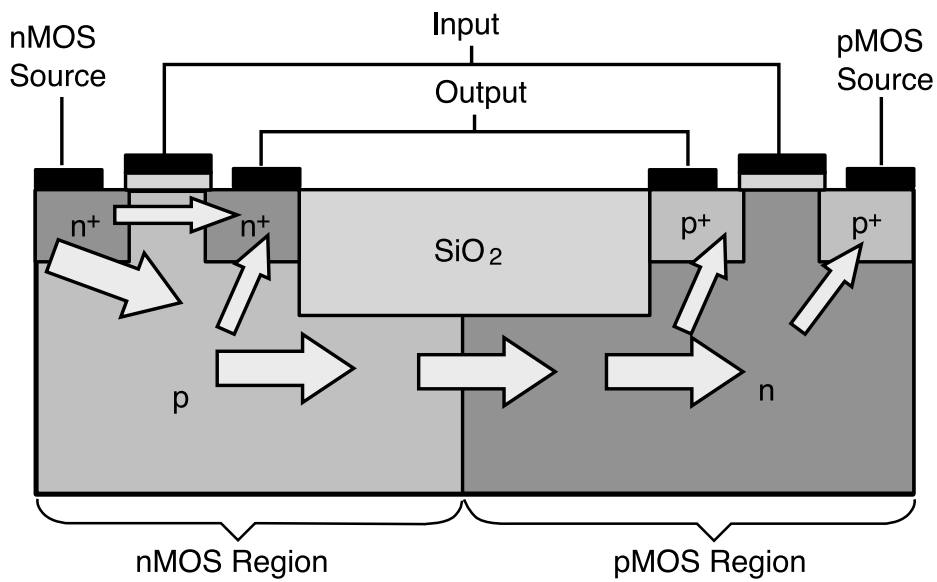 nMOS
Source
Input
Output
pMOS
Source
n+
n+
SiO2
p+
p+
p
n
nMOS Region
pMOS Region